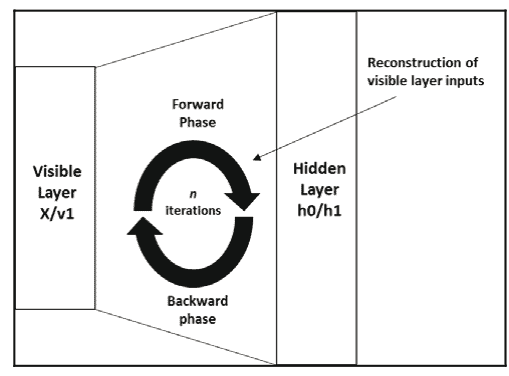 Reconstruction of
visible layer inputs
Forward
Phase
Visible
Layer
X/v1
n
iterations
Hidden
Layer
h0/h1
Backward
phase